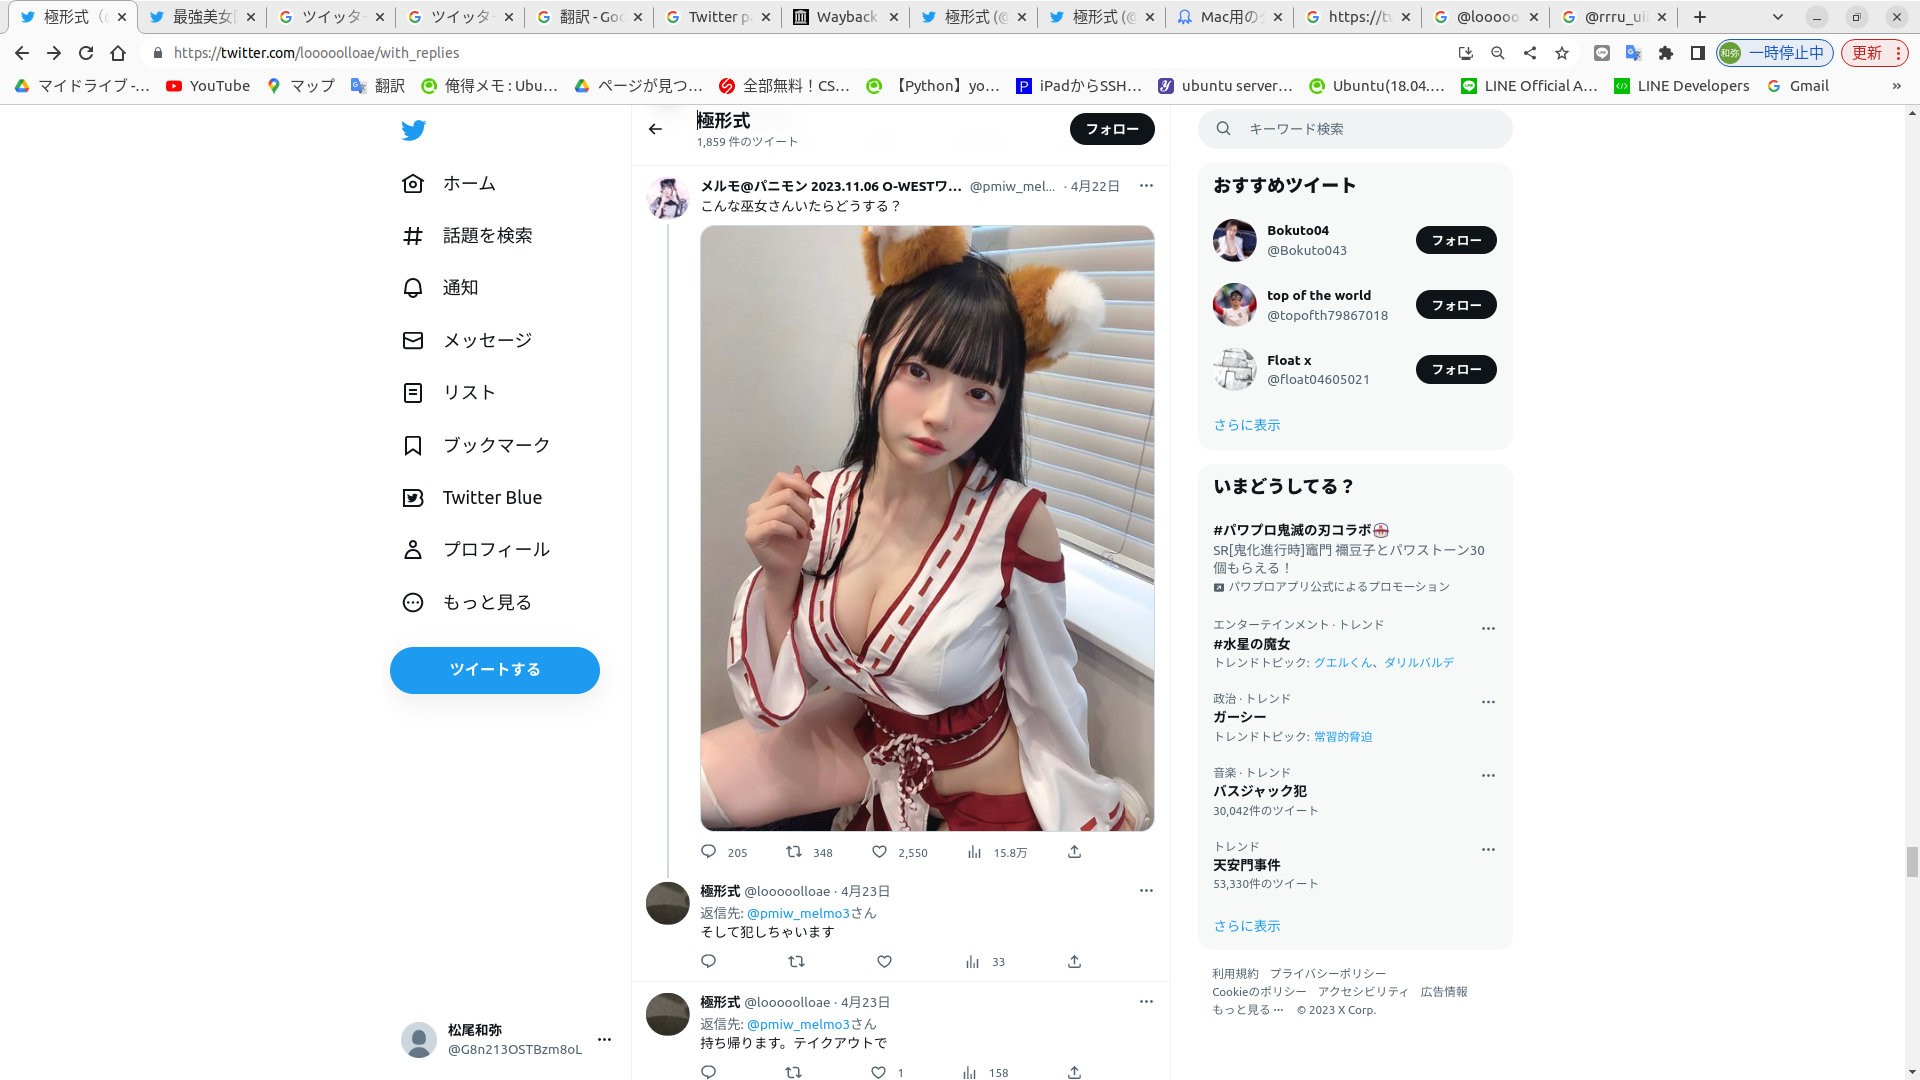 極形式（@
最強美女図
ツイッター
ツイッター
翻訳 - Goo
Twitter pa
Wayback
極形式 (@
極形式 (@
Mac用のク
https://tw
@looooo
@rrru_uii
https://twitter.com/looooolloae/with_replies
和弥
一時停止中
更新
マイドライブ -...
YouTube
マップ
翻訳
俺得メモ : Ubu...
ページが見つ...
全部無料！CS...
【Python】yo...
iPadからSSH...
ubuntu server...
Ubuntu(18.04....
LINE Official A...
LINE Developers
Gmail
»
ホーム
話題を検索
通知
メッセージ
リスト
ブックマーク
Twitter Blue
プロフィール
もっと見る
ツイートする
松尾和弥
@G8n213OSTBzm8oL
極形式
1,859 件のツイート
フォロー
メルモ@パニモン 2023.11.06 O-WESTワ... @pmiw_mel... · 4月22日
こんな巫女さんいたらどうする？
205 348 2,550 15.8万
極形式 @looooolloae · 4月23日
返信先: @pmiw_melmo3さん
そして犯しちゃいます
33
極形式 @looooolloae · 4月23日
返信先: @pmiw_melmo3さん
持ち帰ります。テイクアウトで
1 158
キーワード検索
おすすめツイート
Bokuto04
@Bokuto043
フォロー
top of the world
@topofth79867018
フォロー
Float x
@float04605021
フォロー
さらに表示
いまどうしてる？
#パワプロ鬼滅の刃コラボ
SR[鬼化進行時]竈門 禰豆子とパワストーン30
個もらえる！
パワプロアプリ公式によるプロモーション
エンターテインメント · トレンド
#水星の魔女
トレンドトピック: グエルくん、ダリルバルデ
政治 · トレンド
ガーシー
トレンドトピック: 常習的脅迫
音楽 · トレンド
バスジャック犯
30,042件のツイート
トレンド
天安門事件
53,330件のツイート
さらに表示
利用規約 プライバシーポリシー
Cookieのポリシー アクセシビリティ 広告情報
もっと見る ··· © 2023 X Corp.